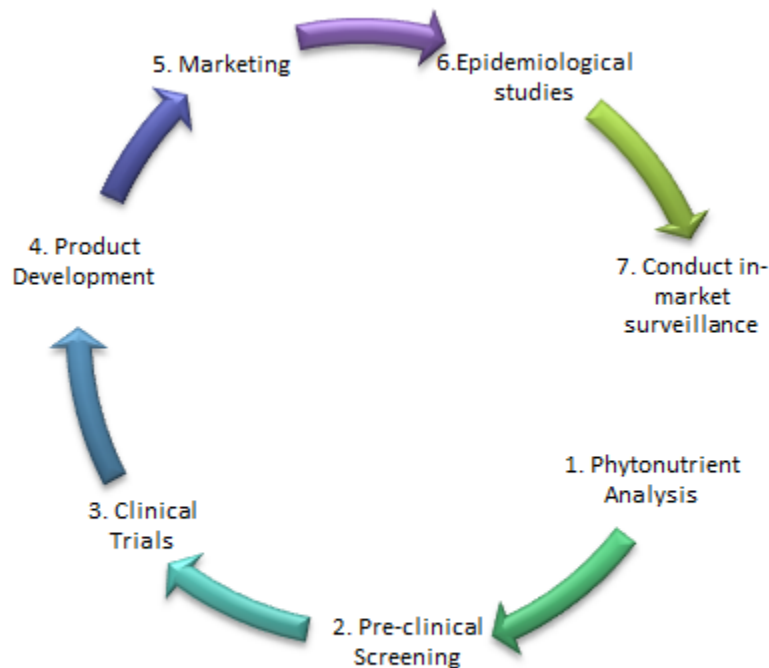 5. Marketing
6.Epidemiological
studies
4. Product
Development
7. Conduct in-
market
surveillance
1. Phytonutrient
Analysis
3. Clinical
Trials
2. Pre-clinical
Screening